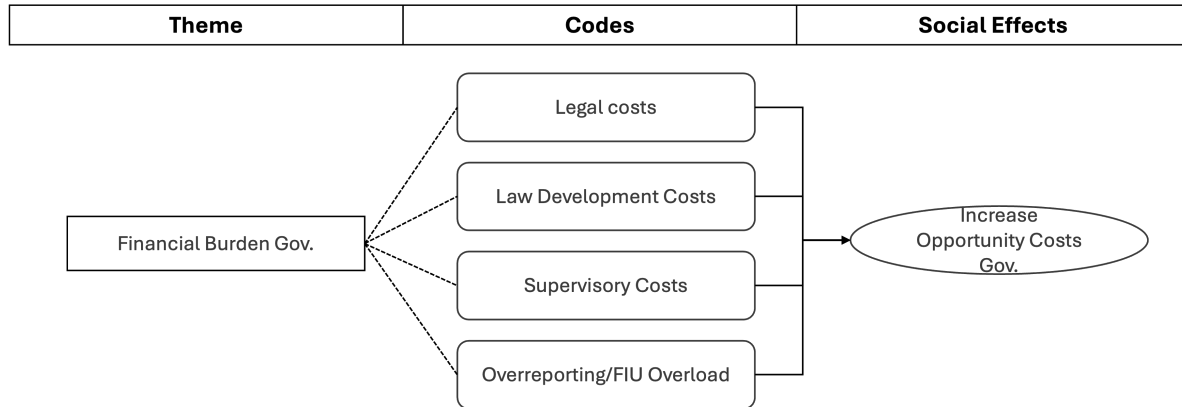 Theme
Codes
Social Effects
Financial Burden Gov.
Legal costs
Law Development Costs
Supervisory Costs
Overreporting/FIU Overload
Increase
Opportunity Costs
Gov.